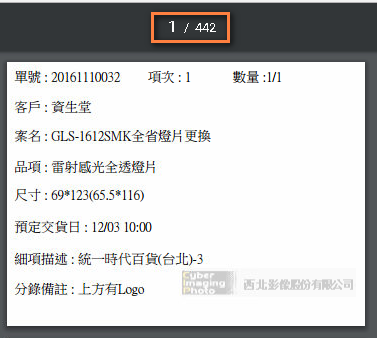 1 / 442
單號 : 20161110032 項次 : 1 數量 :1/1
客戶 : 資生堂
案名 : GLS-1612SMK全省燈片更換
品項 : 雷射感光全透燈片
尺寸 : 69*123(65.5*116)
預定交貨日 : 12/03 10:00
細項描述 : 統一時代百貨(台北)-3
分錄備註 : 上方有Logo
Cyber
Imaging
Photo
西北影像股份有限公司